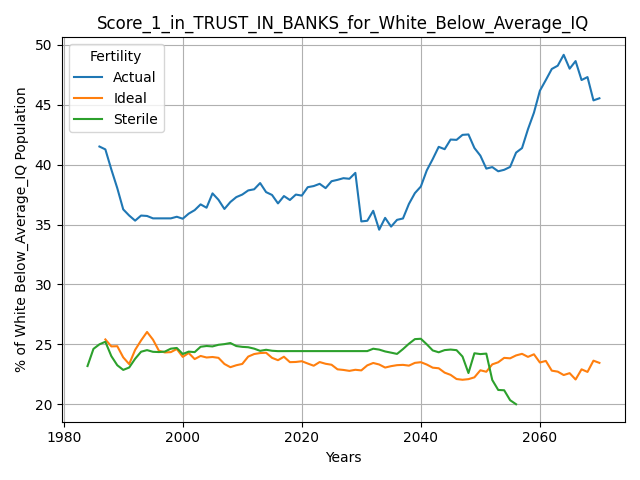 Score_1_in_TRUST_IN_BANKS_for_White_Below_Average_IQ
% of White Below_Average_IQ Population
50
45
40
35
30
25
20
Fertility
Actual
Ideal
Sterile
1980 2000 2020 2040 2060
Years